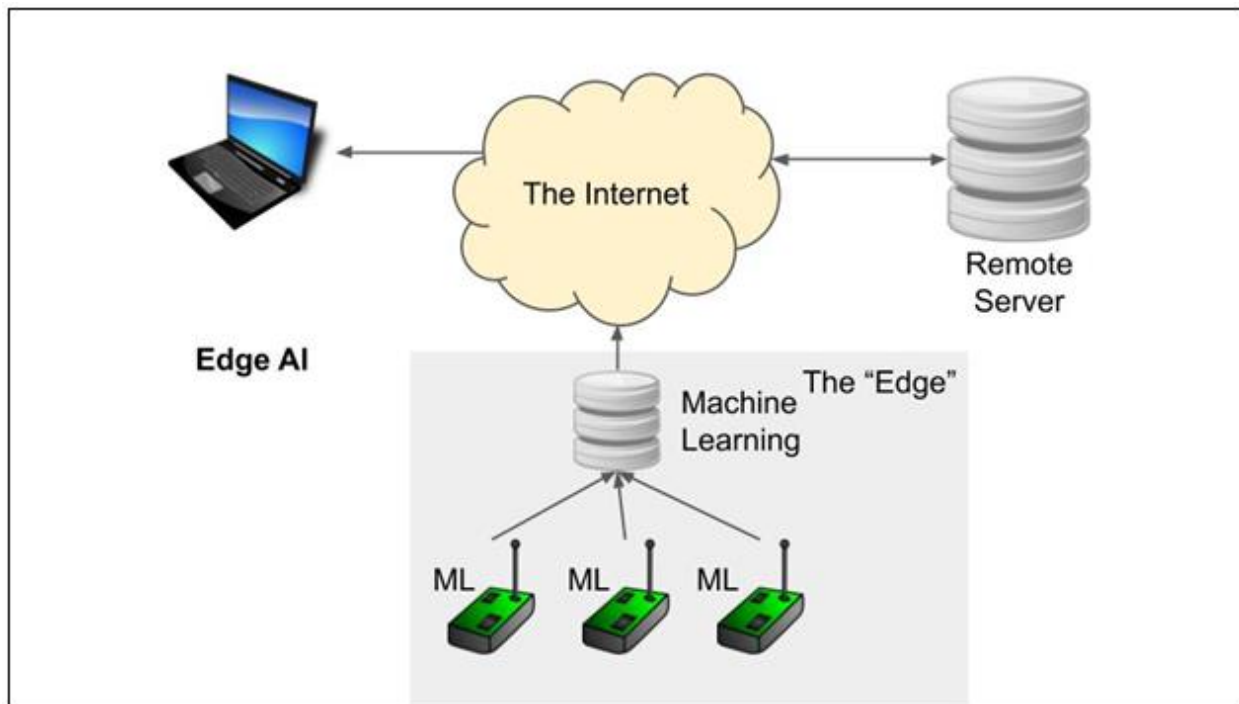 The Internet
Remote
Server
Edge AI
The “Edge”
Machine
Learning
ML
ML
ML